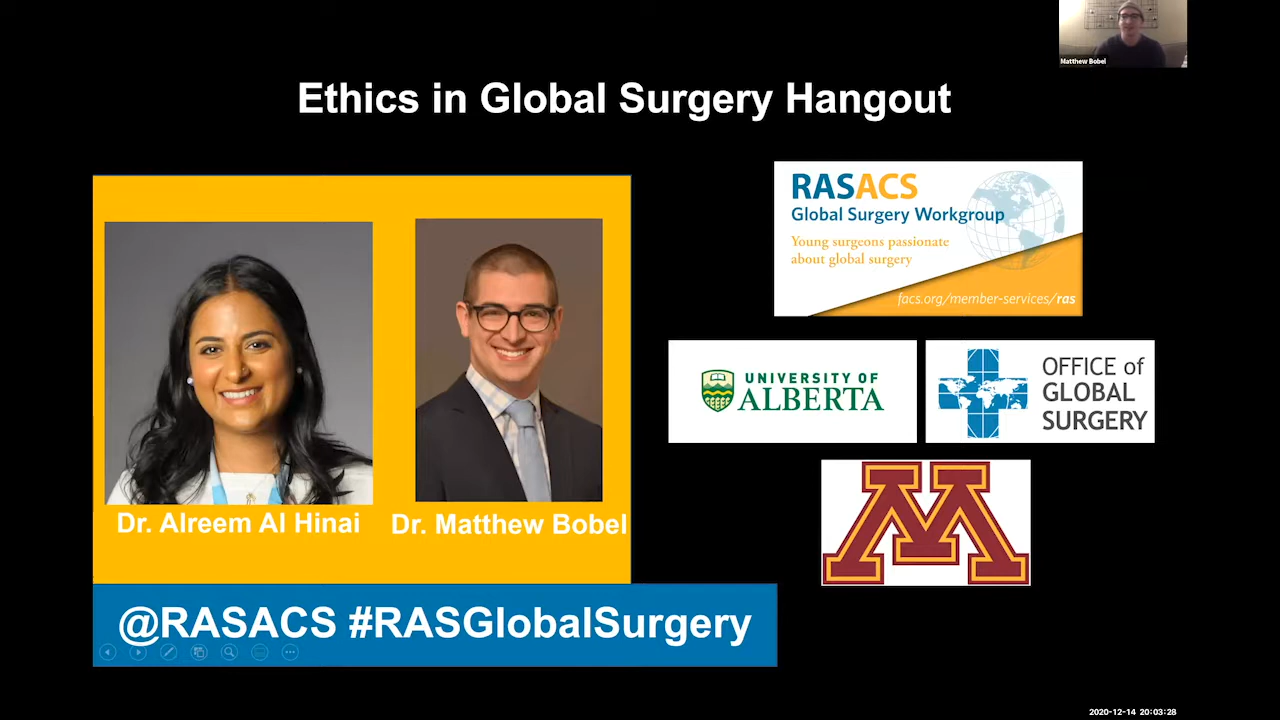 Matthew Bobel
Ethics in Global Surgery Hangout
RASACS
Global Surgery Workgroup
Young surgeons passionate
about global surgery
facs.org/member-services/ras
UNIVERSITY OF
ALBERTA
OFFICE of
GLOBAL
SURGERY
M
Dr. Alreem Al Hinai
Dr. Matthew Bobel
@RASACS #RASGlobalSurgery
2020-12-14 20:03:28